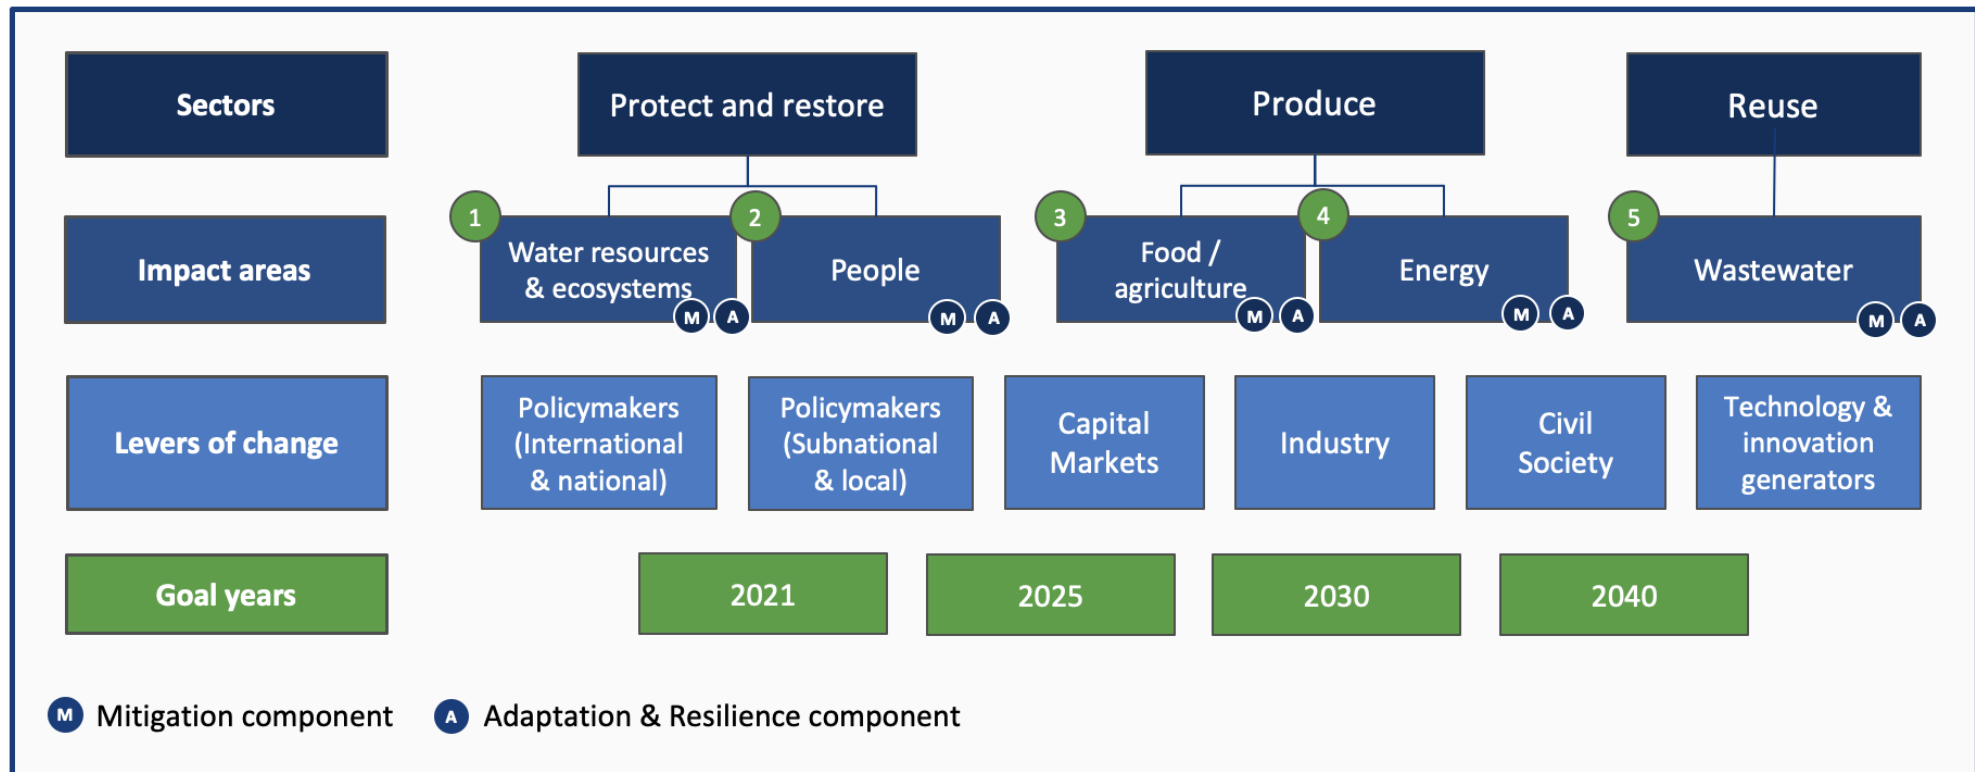 Sectors
Protect and restore
Produce
Reuse
Impact areas
1
Water resources
& ecosystems
M A
2
People
M A
3
Food /
agriculture
M A
4
Energy
M A
5
Wastewater
M A
Levers of change
Policymakers
(International
& national)
Policymakers
(Subnational
& local)
Capital
Markets
Industry
Civil
Society
Technology &
innovation
generators
Goal years
2021
2025
2030
2040
M Mitigation component
A Adaptation & Resilience component